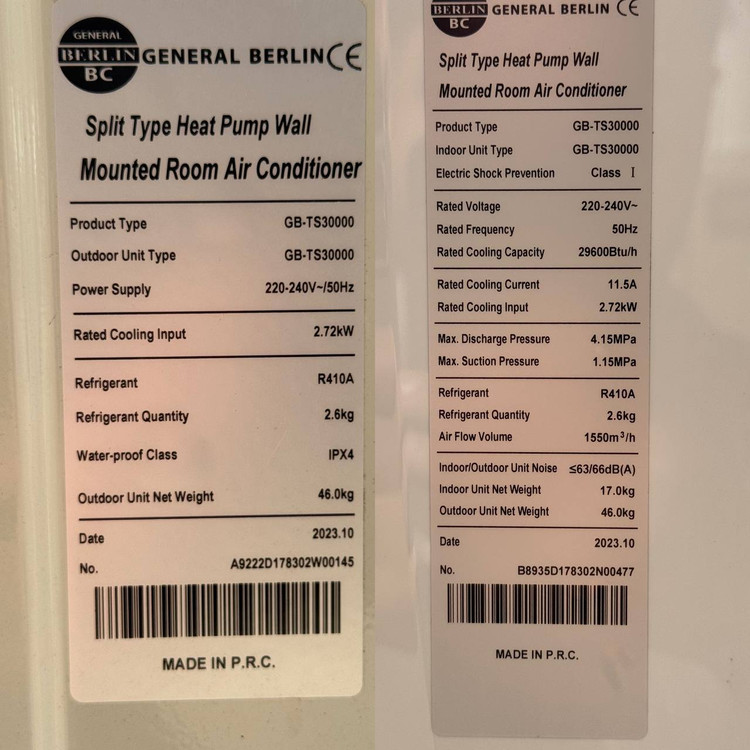 GENERAL
BERLIN
BC
GENERAL BERLIN CE
Split Type Heat Pump Wall
Mounted Room Air Conditioner
Product Type GB-TS30000
Outdoor Unit Type GB-TS30000
Power Supply 220-240V~/50Hz
Rated Cooling Input 2.72kW
Refrigerant R410A
Refrigerant Quantity 2.6kg
Water-proof Class IPX4
Outdoor Unit Net Weight 46.0kg
Date 2023.10
No. A9222D178302W00145
MADE IN P.R.C.
BERLIN
BC
GENERAL BERLIN CE
Split Type Heat Pump Wall
Mounted Room Air Conditioner
Product Type GB-TS30000
Indoor Unit Type GB-TS30000
Electric Shock Prevention Class I
Rated Voltage 220-240V~
Rated Frequency 50Hz
Rated Cooling Capacity 29600Btu/h
Rated Cooling Current 11.5A
Rated Cooling Input 2.72kW
Max. Discharge Pressure 4.15MPa
Max. Suction Pressure 1.15MPa
Refrigerant R410A
Refrigerant Quantity 2.6kg
Air Flow Volume 1550m³/h
Indoor/Outdoor Unit Noise ≤63/66dB(A)
Indoor Unit Net Weight 17.0kg
Outdoor Unit Net Weight 46.0kg
Date 2023.10
No. B8935D178302N00477
MADE IN P.R.C.